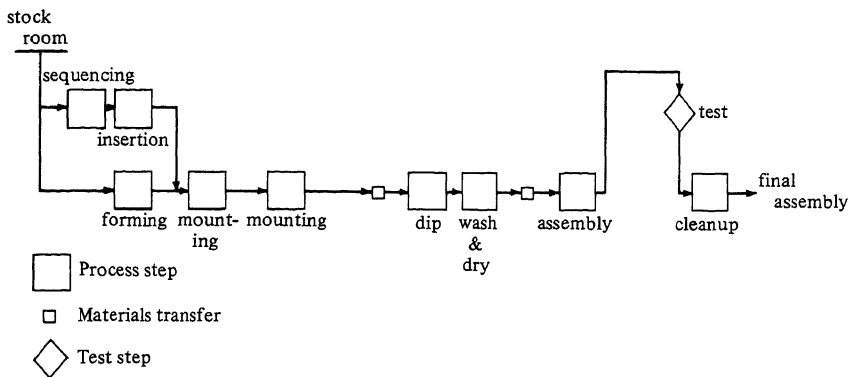 stock
room
sequencing
insertion
test
forming
mount-
ing
mounting
dip
wash
&
dry
assembly
cleanup
final
assembly
Process step
Materials transfer
Test step